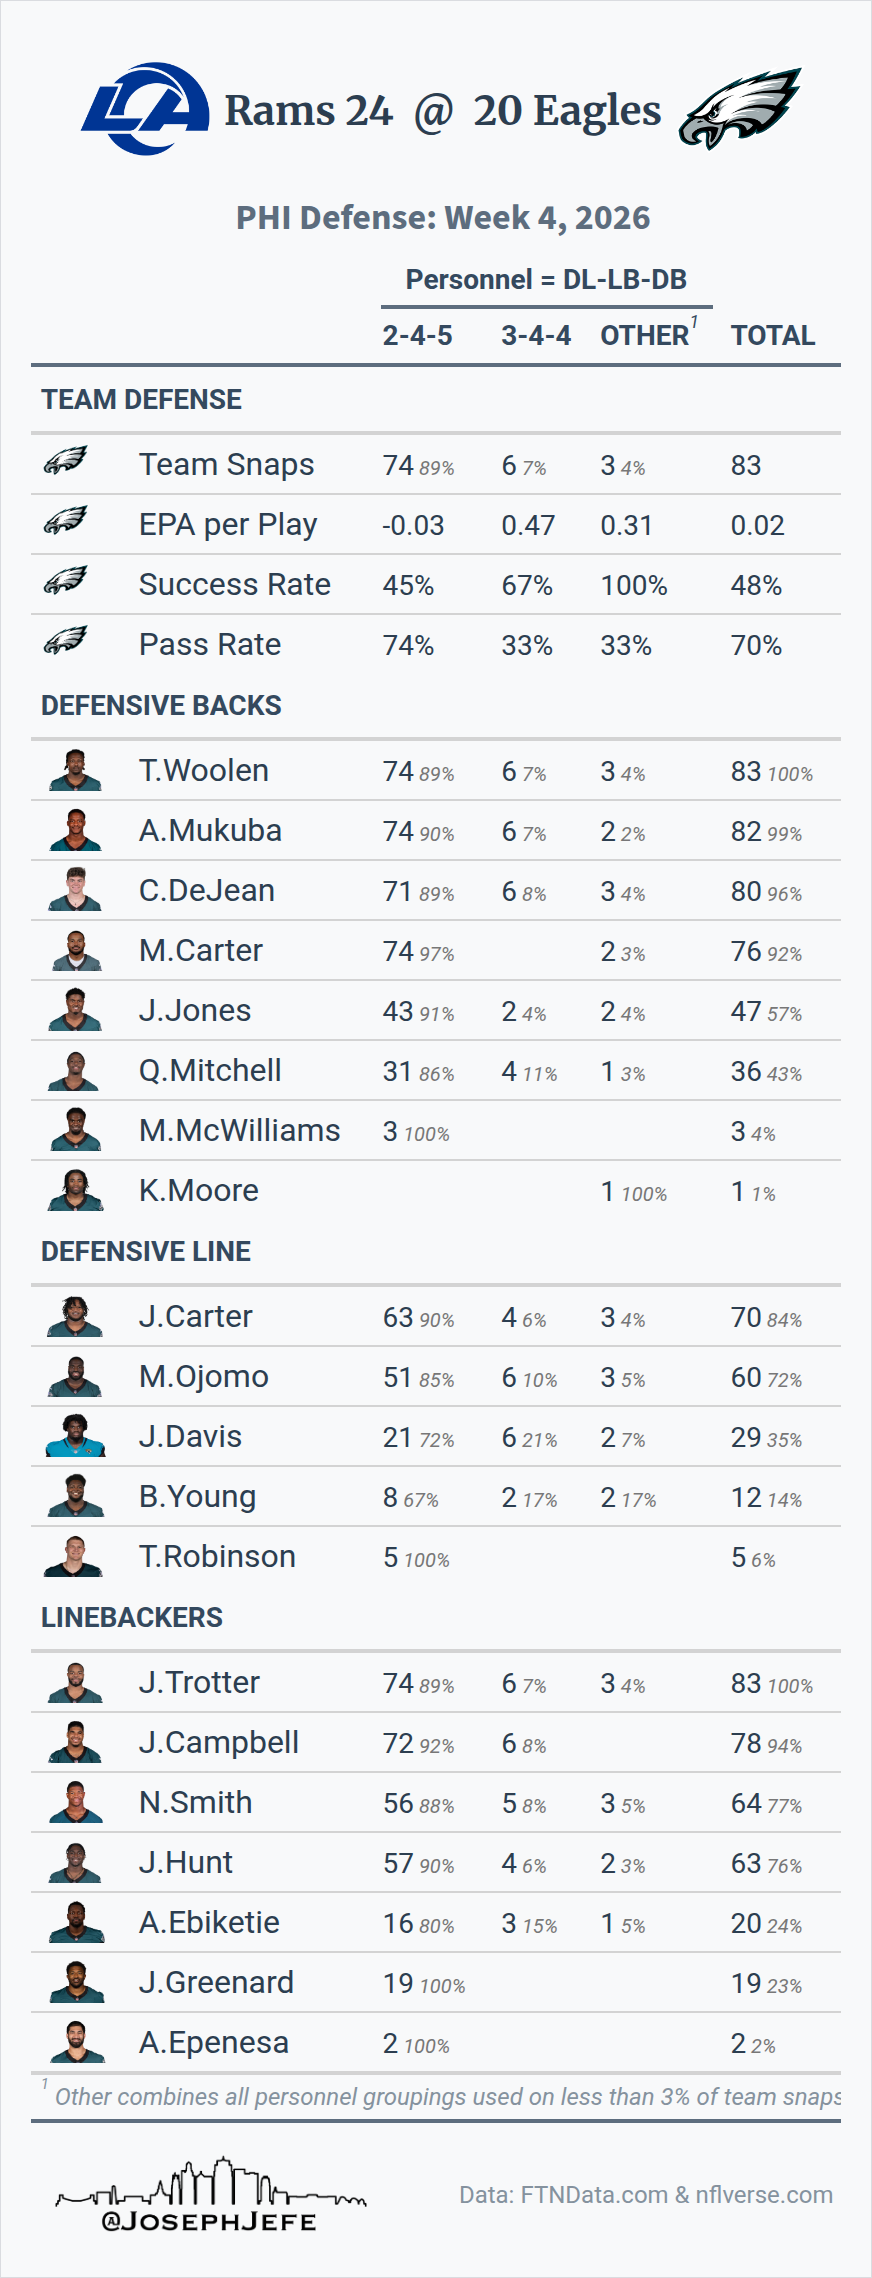 LA Rams 24 @ 20 Eagles
PHI Defense: Week 4, 2026
Personnel = DL-LB-DB
2-4-5 3-4-4 OTHER1 TOTAL
TEAM DEFENSE
Team Snaps 74 89% 6 7% 3 4% 83
EPA per Play -0.03 0.47 0.31 0.02
Success Rate 45% 67% 100% 48%
Pass Rate 74% 33% 33% 70%
DEFENSIVE BACKS
T.Woolen 74 89% 6 7% 3 4% 83 100%
A.Mukuba 74 90% 6 7% 2 2% 82 99%
C.DeJean 71 89% 6 8% 3 4% 80 96%
M.Carter 74 97% 2 3% 76 92%
J.Jones 43 91% 2 4% 2 4% 47 57%
Q.Mitchell 31 86% 4 11% 1 3% 36 43%
M.McWilliams 3 100% 3 4%
K.Moore 1 100% 1 1%
DEFENSIVE LINE
J.Carter 63 90% 4 6% 3 4% 70 84%
M.Ojomo 51 85% 6 10% 3 5% 60 72%
J.Davis 21 72% 6 21% 2 7% 29 35%
B.Young 8 67% 2 17% 2 17% 12 14%
T.Robinson 5 100% 5 6%
LINEBACKERS
J.Trotter 74 89% 6 7% 3 4% 83 100%
J.Campbell 72 92% 6 8% 78 94%
N.Smith 56 88% 5 8% 3 5% 64 77%
J.Hunt 57 90% 4 6% 2 3% 63 76%
A.Ebiketie 16 80% 3 15% 1 5% 20 24%
J.Greenard 19 100% 19 23%
A.Epenesa 2 100% 2 2%
1 Other combines all personnel groupings used on less than 3% of team snaps
@JosephJefe
Data: FTNData.com & nflverse.com